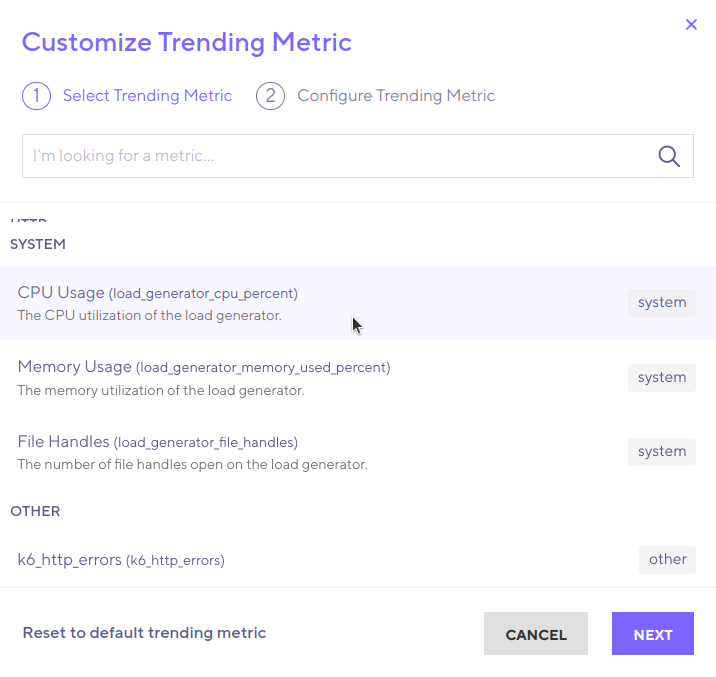 Customize Trending Metric
1 Select Trending Metric 2 Configure Trending Metric
I'm looking for a metric...
HTTP
SYSTEM
CPU Usage (load_generator_cpu_percent)
The CPU utilization of the load generator.
system
Memory Usage (load_generator_memory_used_percent)
The memory utilization of the load generator.
system
File Handles (load_generator_file_handles)
The number of file handles open on the load generator.
system
OTHER
k6_http_errors (k6_http_errors)
other
Reset to default trending metric
CANCEL
NEXT